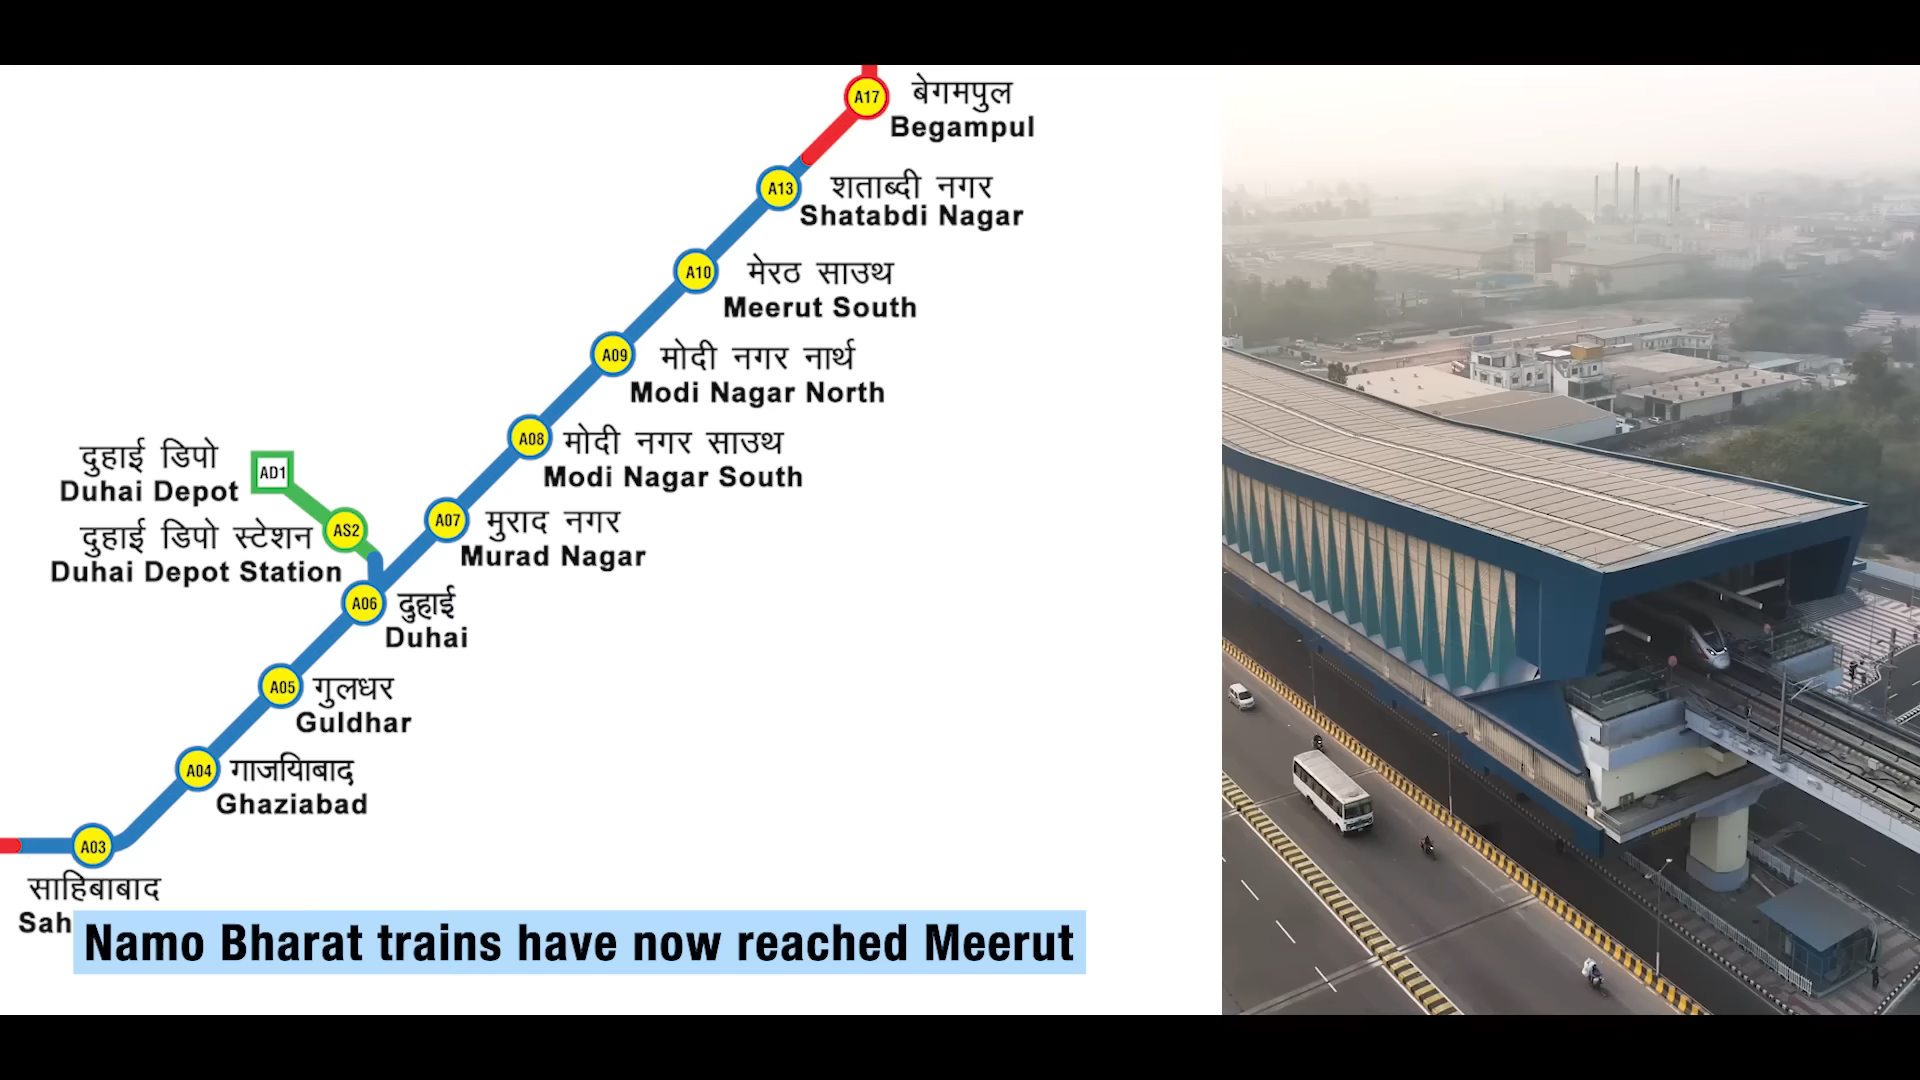 A17
बेगमपुल
Begampul
A13
शताब्दी नगर
Shatabdi Nagar
A10
मेरठ साउथ
Meerut South
A09
मोदी नगर नार्थ
Modi Nagar North
A08
मोदी नगर साउथ
Modi Nagar South
दुहाई डिपो
Duhai Depot
AD1
दुहाई डिपो स्टेशन
Duhai Depot Station
AS2
A07
मुराद नगर
Murad Nagar
A06
दुहाई
Duhai
A05
गुलधर
Guldhar
A04
गाजयिाबाद
Ghaziabad
A03
साहिबाबाद
Sah
Namo Bharat trains have now reached Meerut
Sahibabad